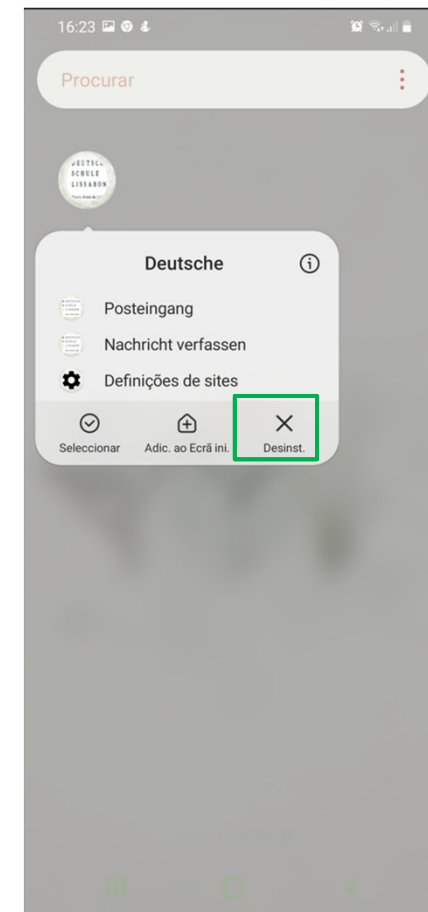 16:23
Procurar
DEUTSCHE
SCHULE
LISSABON
Deutsche
Posteingang
Nachricht verfassen
Definições de sites
Seleccionar Adic. ao Ecrã ini. Desinst.